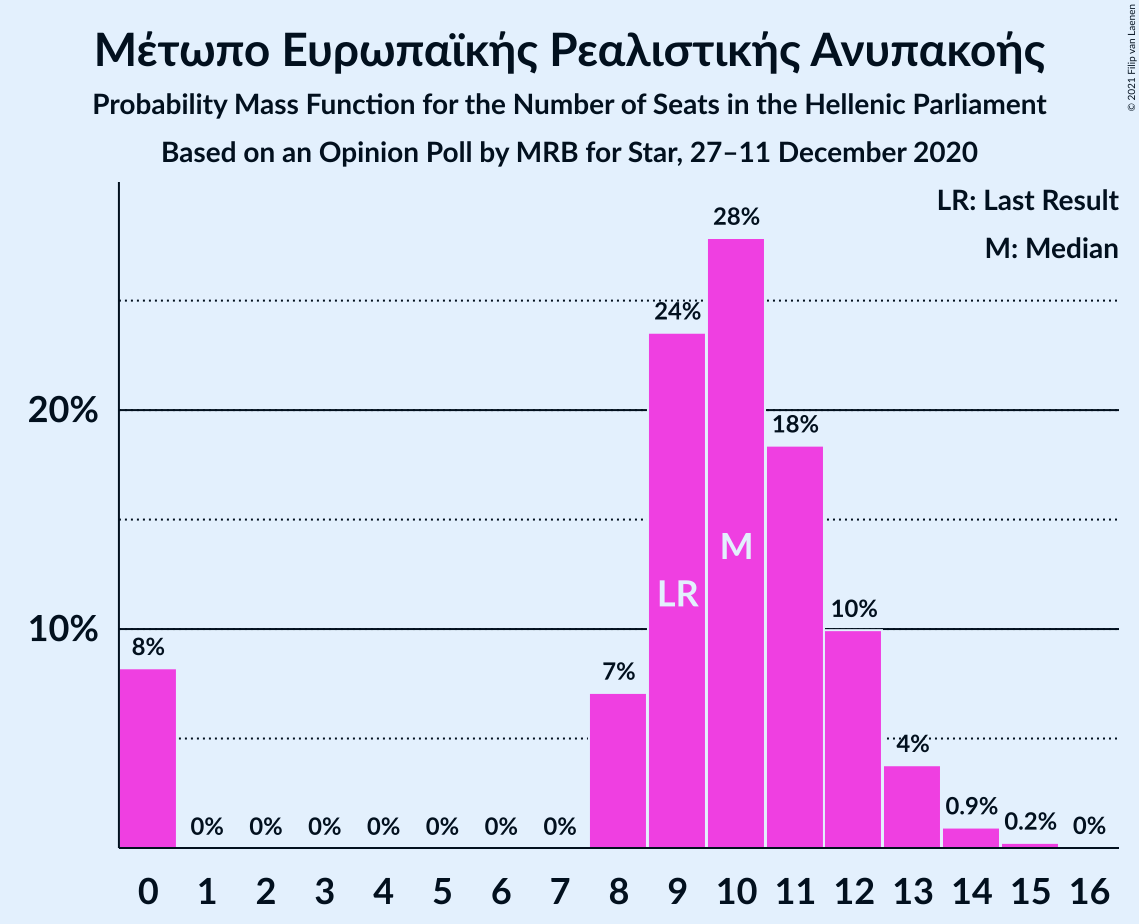 Μέτωπο Ευρωπαϊκής Ρεαλιστικής Ανυπακοής
Probability Mass Function for the Number of Seats in the Hellenic Parliament
Based on an Opinion Poll by MRB for Star, 27–11 December 2020
© 2021 Filip van Laenen
LR: Last Result
M: Median
28%
24%
20%
18%
M
LR
10%
10%
8%
7%
4%
0.9%
0.2%
0% 0% 0% 0% 0% 0% 0% 0%
0 1 2 3 4 5 6 7 8 9 10 11 12 13 14 15 16